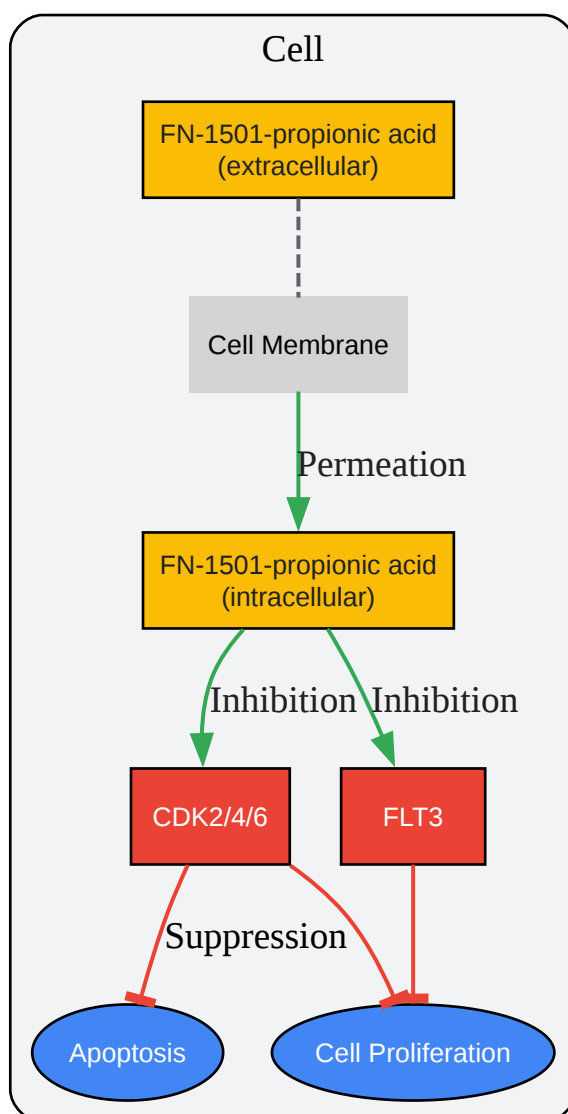 Cell
FN-1501-propionic acid
(extracellular)
Cell Membrane
Permeation
FN-1501-propionic acid
(intracellular)
Inhibition
Inhibition
CDK2/4/6
FLT3
Suppression
Apoptosis
Cell Proliferation